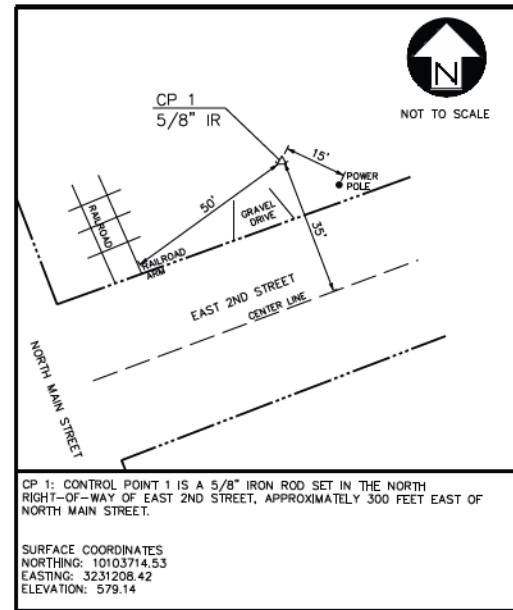 N
NOT TO SCALE
CP 1
5/8" IR
15'
POWER
POLE
50'
GRAVEL
DRIVE
35'
RAILROAD
RAILROAD
ARM
EAST 2ND STREET
CENTER LINE
NORTH MAIN STREET
CP 1: CONTROL POINT 1 IS A 5/8" IRON ROD SET IN THE NORTH
RIGHT-OF-WAY OF EAST 2ND STREET, APPROXIMATELY 300 FEET EAST OF
NORTH MAIN STREET.
SURFACE COORDINATES
NORTHING: 10103714.53
EASTING: 3231208.42
ELEVATION: 579.14